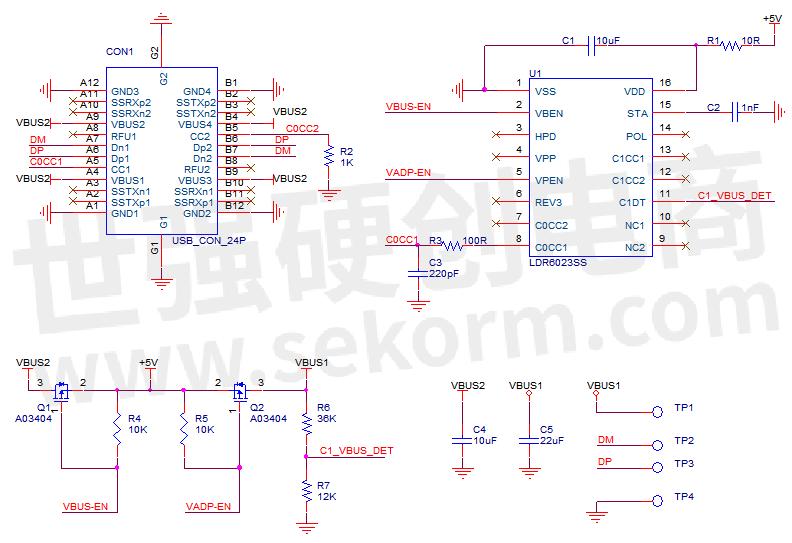 CON1
G2
G2
A12 GND3 GND4 B1
A11 SSRXp2 SSTXp2 B2
A10 SSRXn2 SSTXn2 B3
VBUS2 A9 VBUS2 VBUS4 B4 VBUS2
A8 RFU1 CC2 B5 C0CC2
DM A7 Dn1 Dp2 B6 DP
DP A6 Dp1 Dn2 B7 DM
C0CC1 A5 CC1 RFU2 B8
VBUS2 A4 VBUS1 VBUS3 B9 VBUS2
A3 SSTXn1 SSRXn1 B10
A2 SSTXp1 SSRXp1 B11
A1 GND1 GND2 B12
G1
G1
USB_CON_24P
R2
1K
+5V
C1 10uF
R1 10R
U1
1 VSS VDD 16
VBUS-EN 2 VBEN STA 15 C2 1nF
3 HPD POL 14
4 VPP C1CC1 13
VADP-EN 5 VPEN C1CC2 12
6 REV3 C1DT 11 C1_VBUS_DET
7 C0CC2 NC1 10
C0CC1 R3 100R 8 C0CC1 NC2 9
LDR6023SS
C3
220pF
世强硬创电商
www.sekorm.com
VBUS2 +5V VBUS1
3 2 2 3
Q1 1 1 Q2
A03404 A03404
R4
10K
R5
10K
R6
36K
C1_VBUS_DET
R7
12K
VBUS-EN VADP-EN
VBUS2 VBUS1 VBUS1
C4
10uF
C5
22uF
TP1
DM TP2
DP TP3
TP4